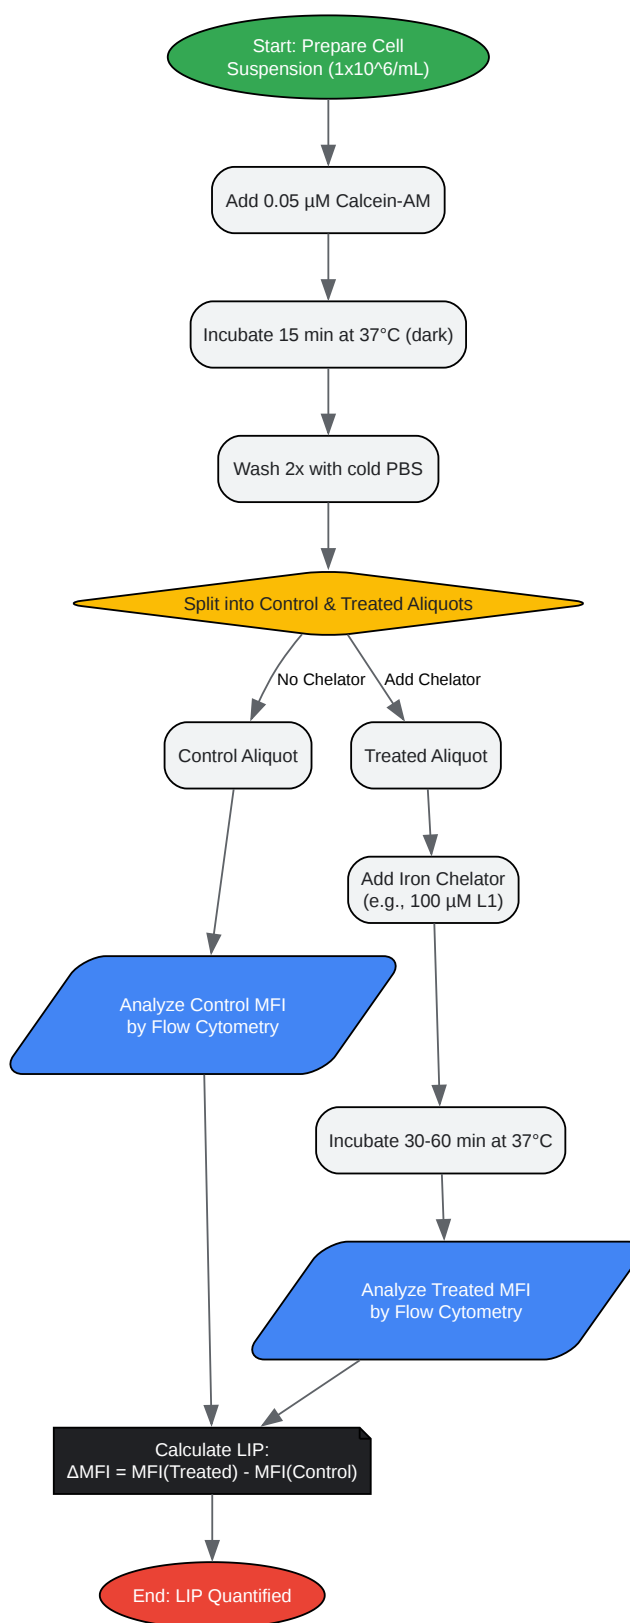 Start: Prepare Cell
Suspension (1x10^6/mL)
Add 0.05 µM Calcein-AM
Incubate 15 min at 37°C (dark)
Wash 2x with cold PBS
Split into Control & Treated Aliquots
No Chelator
Add Chelator
Control Aliquot
Treated Aliquot
Add Iron Chelator
(e.g., 100 µM L1)
Analyze Control MFI
by Flow Cytometry
Incubate 30-60 min at 37°C
Analyze Treated MFI
by Flow Cytometry
Calculate LIP:
ΔMFI = MFI(Treated) - MFI(Control)
End: LIP Quantified